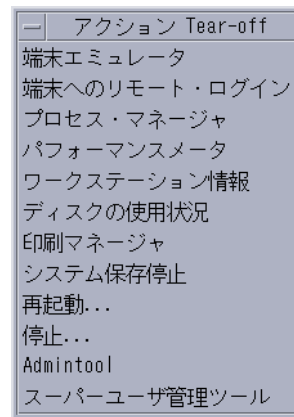 アクション Tear-off
端末エミュレータ
端末へのリモート・ログイン
プロセス・マネージャ
パフォーマンスメータ
ワークステーション情報
ディスクの使用状況
印刷マネージャ
システム保存停止
再起動...
停止...
Admintool
スーパーユーザ管理ツール